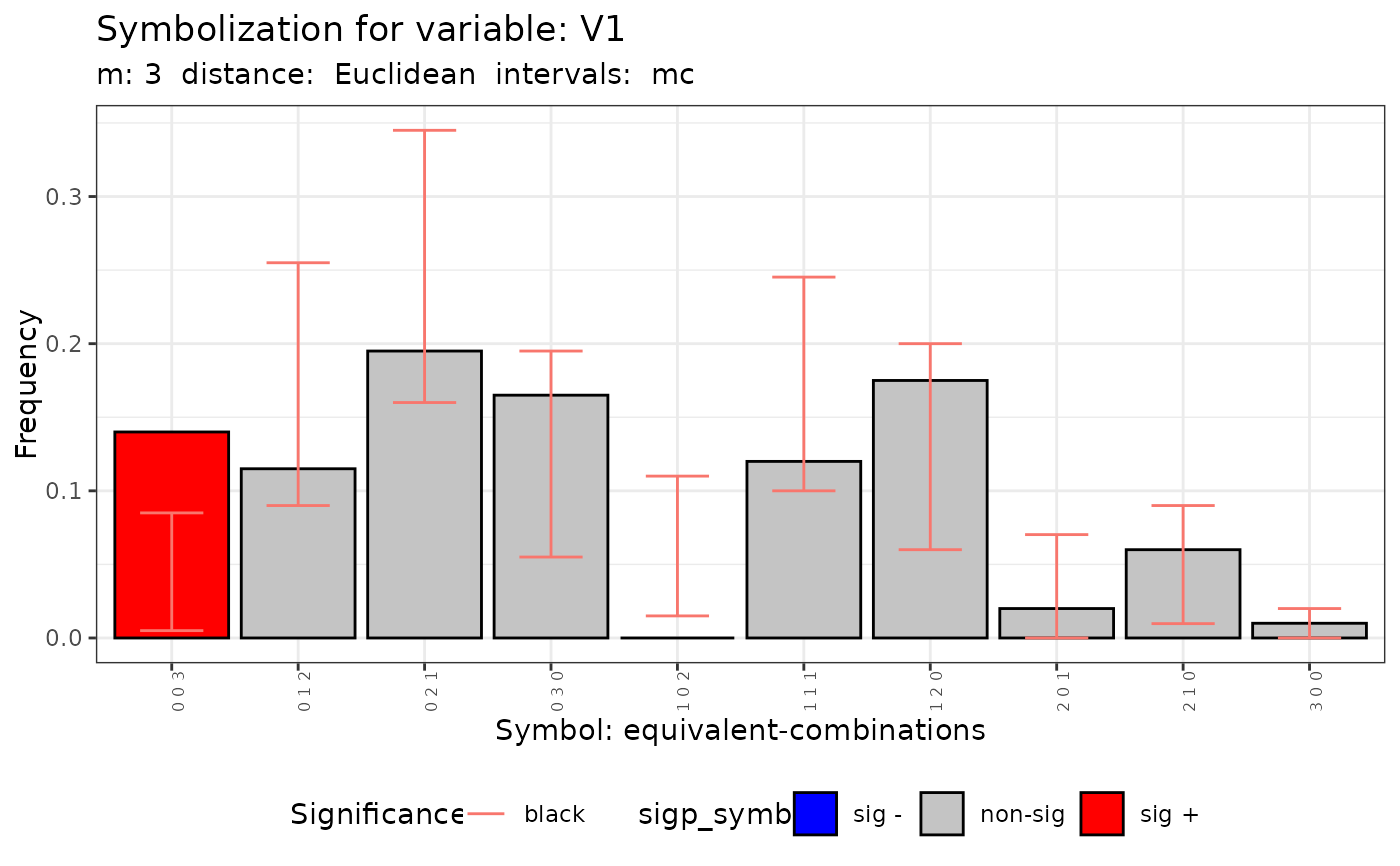 Symbolization for variable: V1
m: 3 distance: Euclidean intervals: mc
Frequency
0.3
0.2
0.1
0.0
0 0 3 0 1 2 0 2 1 0 3 0 1 0 2 1 1 1 1 2 0 2 0 1 2 1 0 3 0 0
Symbol: equivalent-combinations
Significance black sigp_symb sig - non-sig sig +